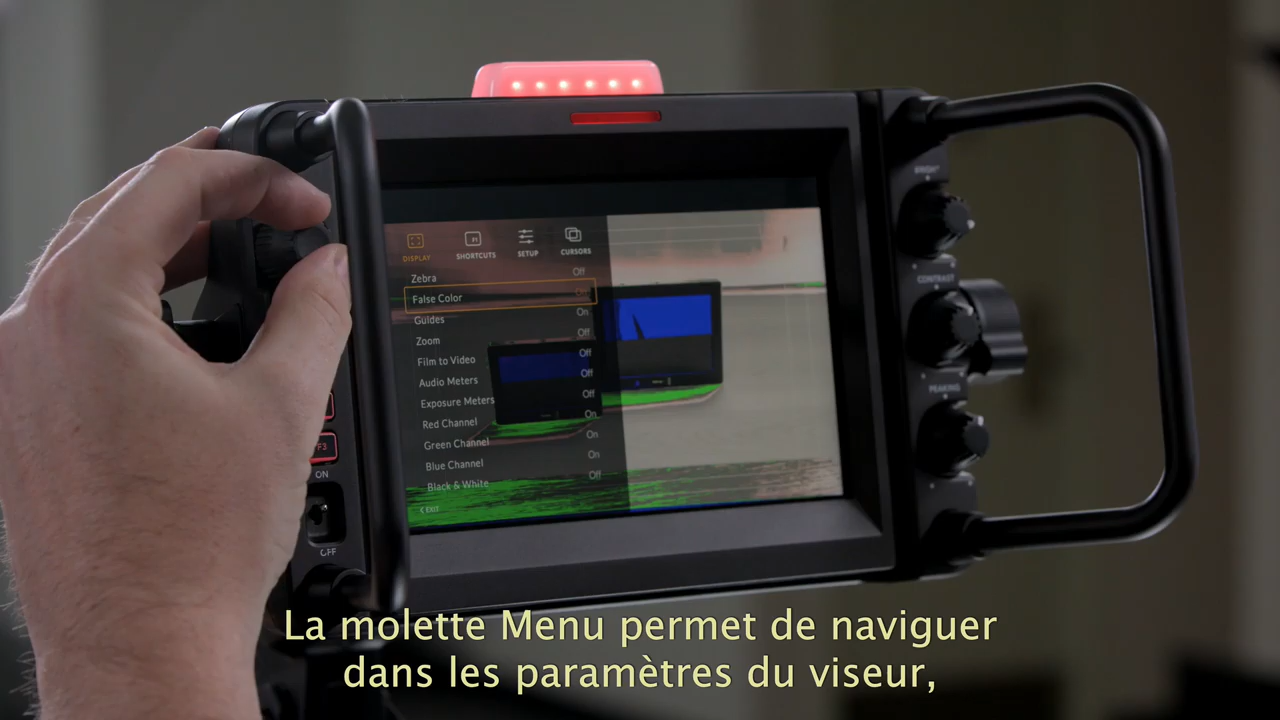 BRIGHT
DISPLAY
SHORTCUTS
SETUP
CURSORS
Zebra Off
False Color On
Guides On
Zoom Off
Film to Video Off
Audio Meters Off
Exposure Meters Off
Red Channel On
Green Channel On
Blue Channel On
Black & White Off
EXIT
CONTRAST
PEAKING
F3
ON
OFF
La molette Menu permet de naviguer
dans les paramètres du viseur,